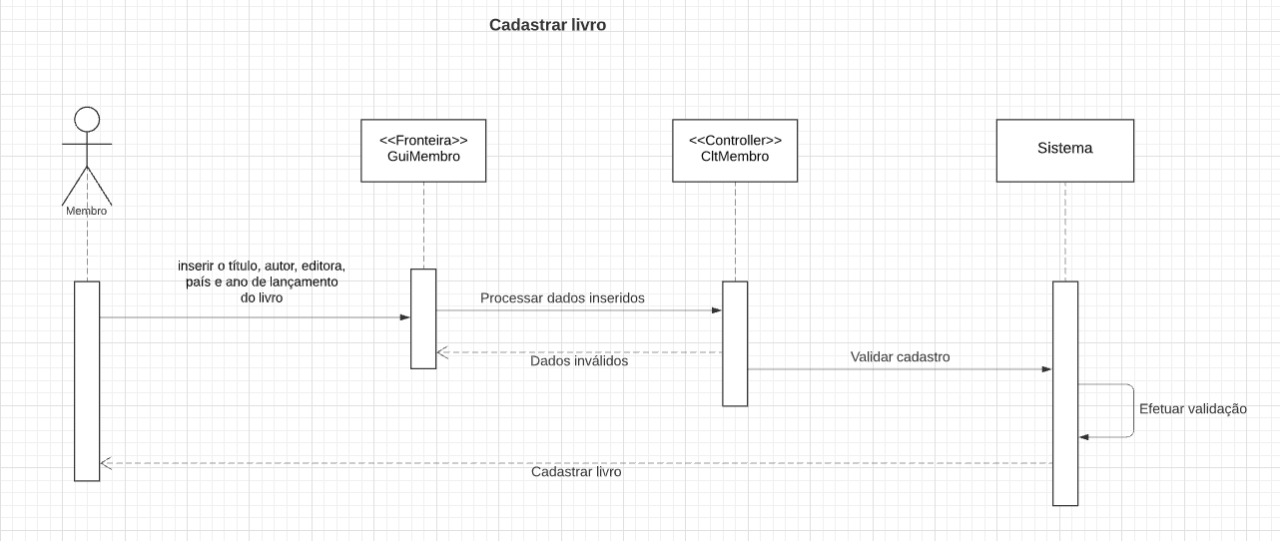 Cadastrar livro
<<Fronteira>>
GuiMembro
<<Controller>>
CltMembro
Sistema
Membro
inserir o título, autor, editora,
país e ano de lançamento
do livro
Processar dados inseridos
Dados inválidos
Validar cadastro
Efetuar validação
Cadastrar livro